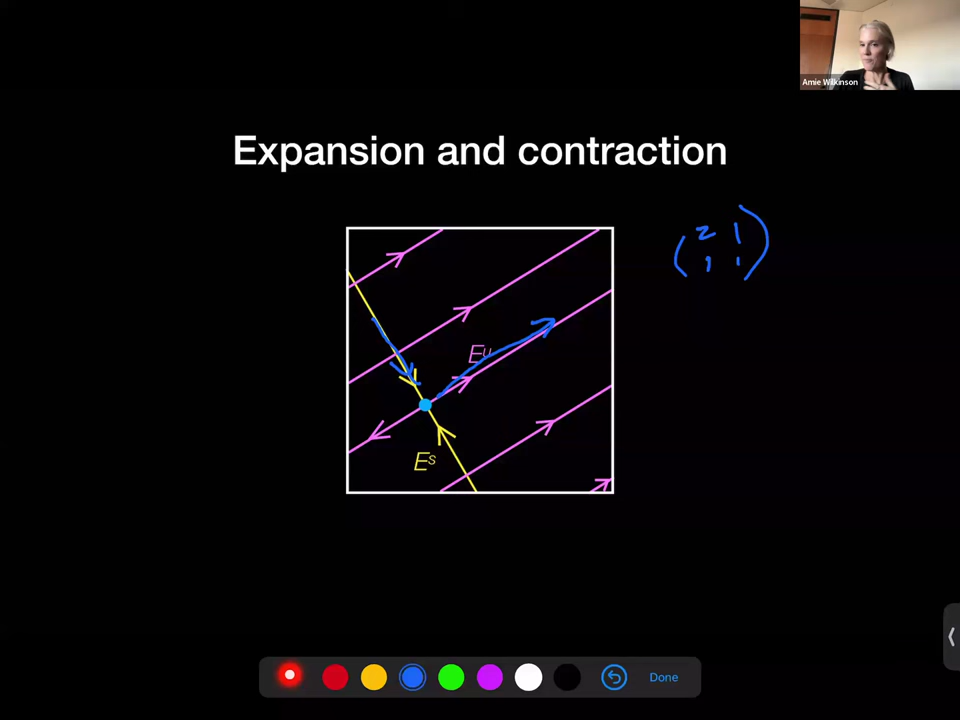 Amie Wilkinson
Expansion and contraction
2 1
1 1
Eᵘ
Eˢ
Done